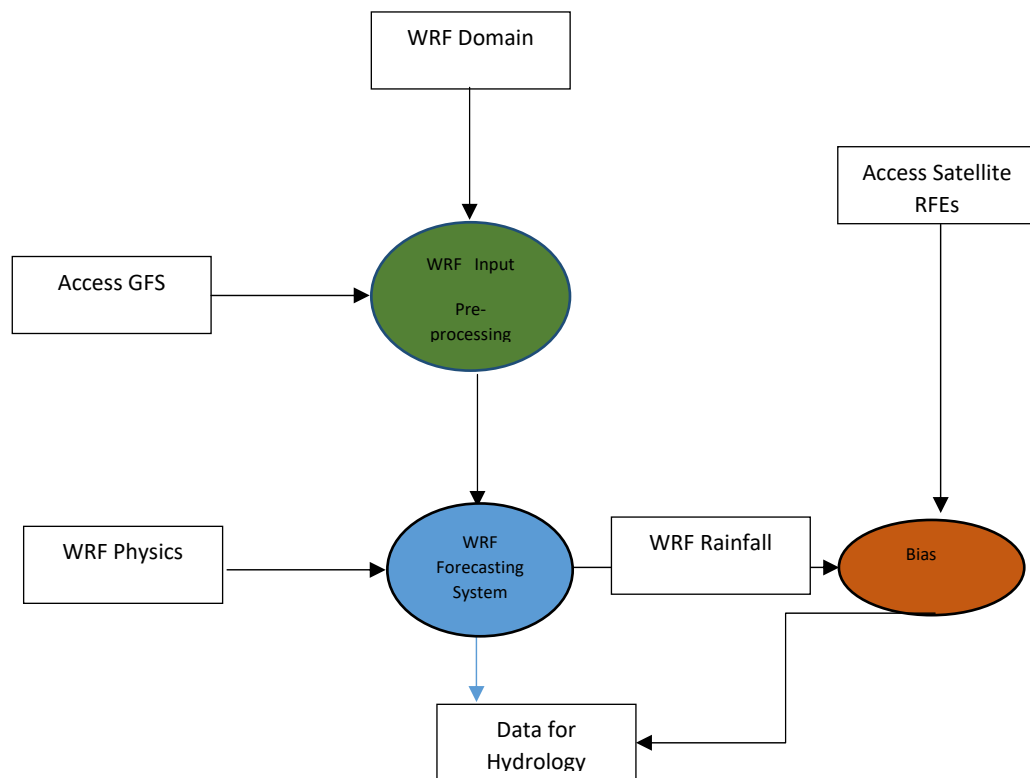 WRF Domain
Access Satellite
RFEs
WRF Input
Pre-
processing
Access GFS
WRF Physics
WRF
Forecasting
System
WRF Rainfall
Bias
Data for
Hydrology